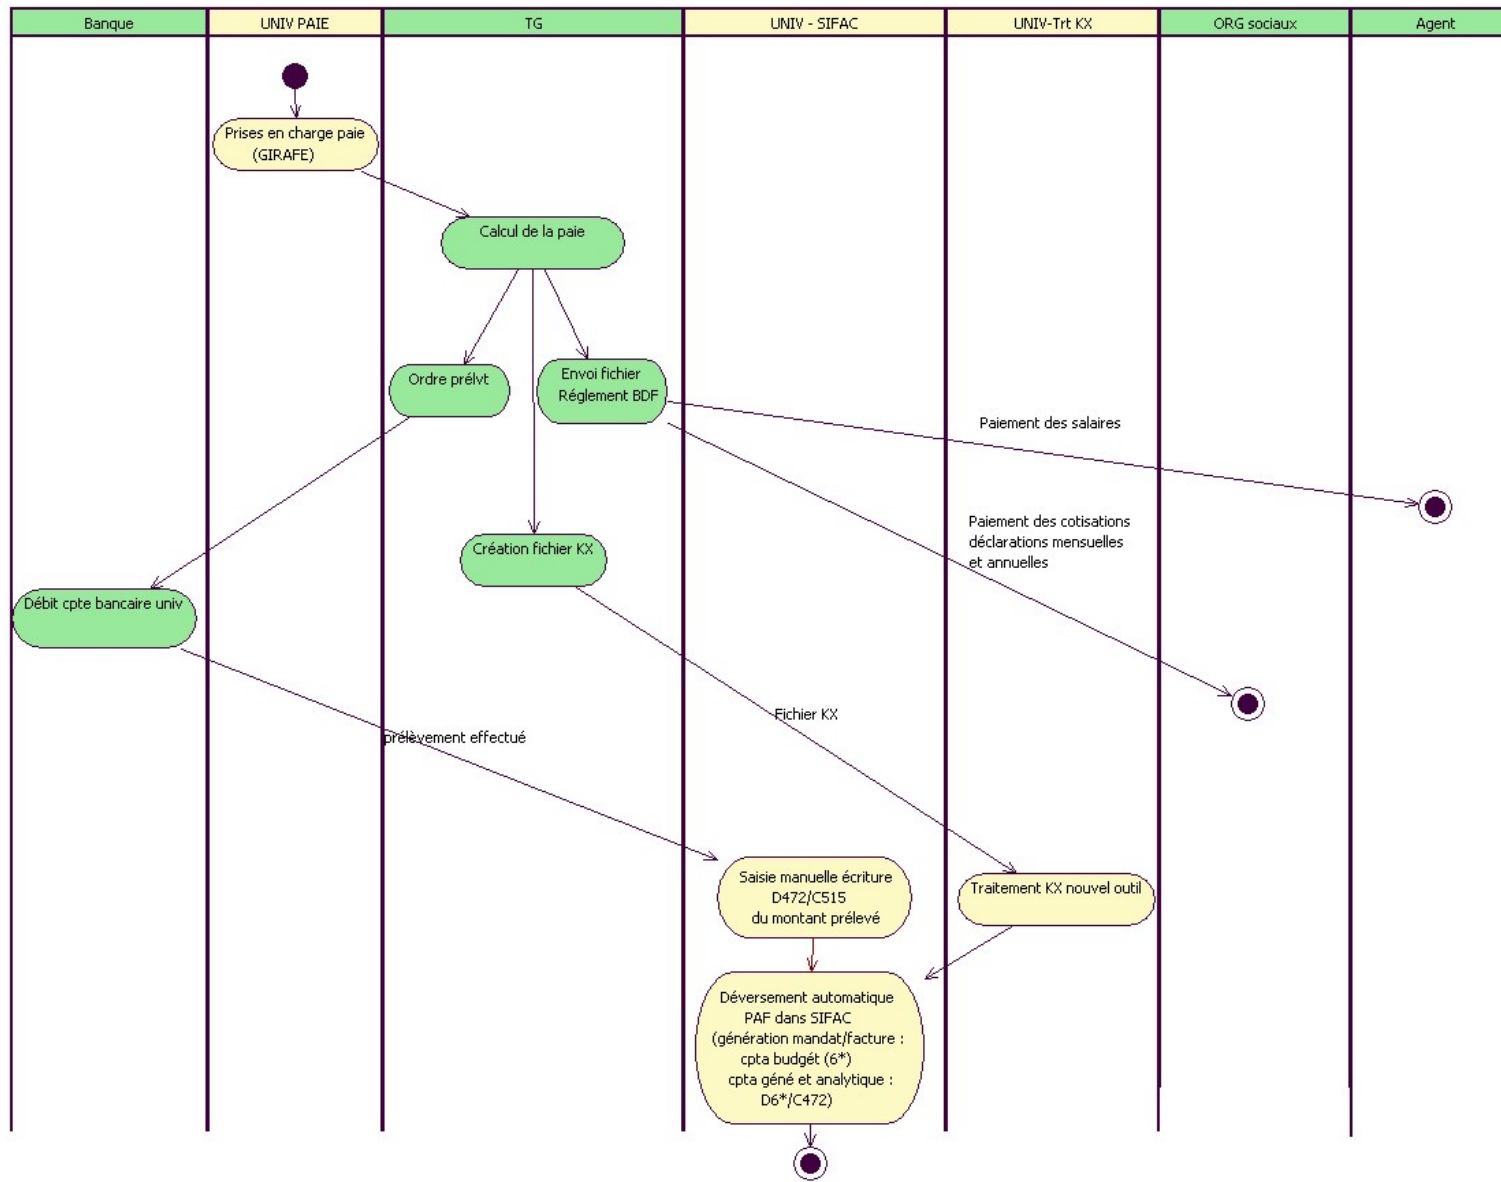 Banque
UNIV PAIE
TG
UNIV - SIFAC
UNIV-Trt KX
ORG sociaux
Agent
Prises en charge paie
(GIRAFE)
Calcul de la paie
Ordre prélvt
Envoi fichier
Réglement BDF
Paiement des salaires
Paiement des cotisations
déclarations mensuelles
et annuelles
Création fichier KX
Débit cpte bancaire univ
Fichier KX
prélèvement effectué
Saisie manuelle écriture
D472/C515
du montant prélevé
Traitement KX nouvel outil
Déversement automatique
PAF dans SIFAC
(génération mandat/facture :
cpta budgét (6*)
cpta géné et analytique :
D6*/C472)